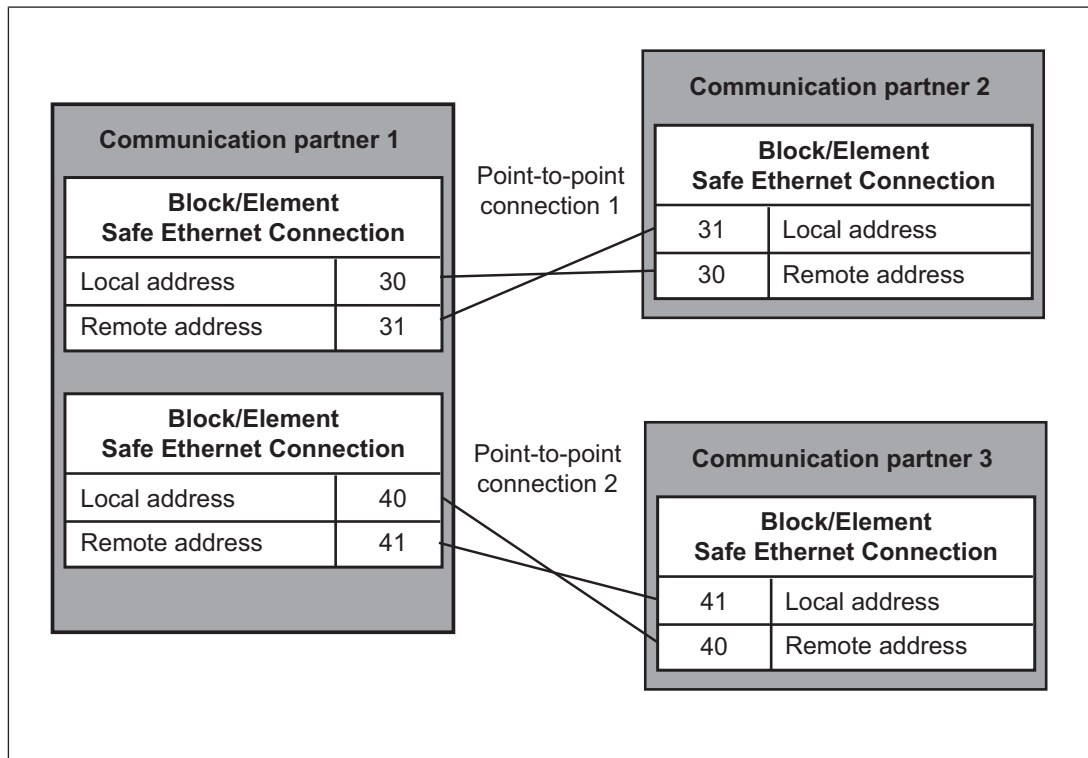 Communication partner 1
Block/Element
Safe Ethernet Connection
Local address 30
Remote address 31
Block/Element
Safe Ethernet Connection
Local address 40
Remote address 41
Point-to-point
connection 1
Point-to-point
connection 2
Communication partner 2
Block/Element
Safe Ethernet Connection
31 Local address
30 Remote address
Communication partner 3
Block/Element
Safe Ethernet Connection
41 Local address
40 Remote address